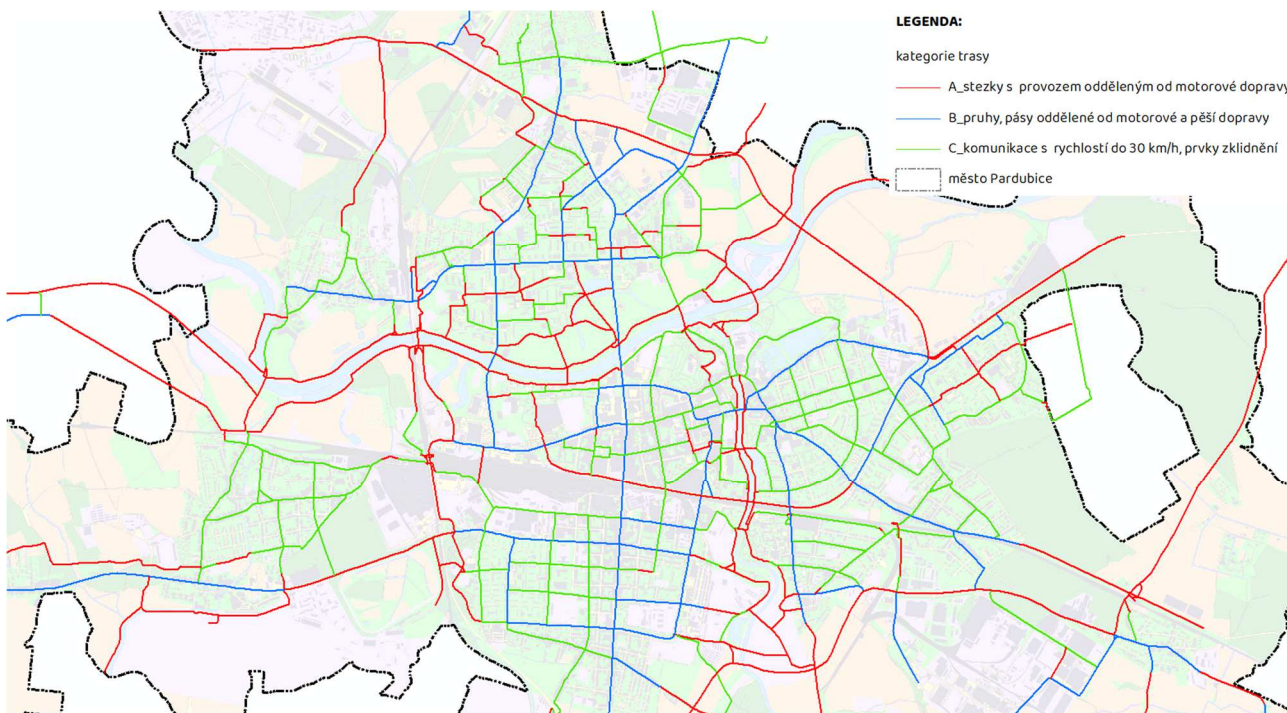 LEGENDA:
kategorie trasy
A_stezky s provozem odděleným od motorové dopravy
B_pruhy, pásy oddělené od motorové a pěší dopravy
C_komunikace s rychlostí do 30 km/h, prvky zklidnění
město Pardubice